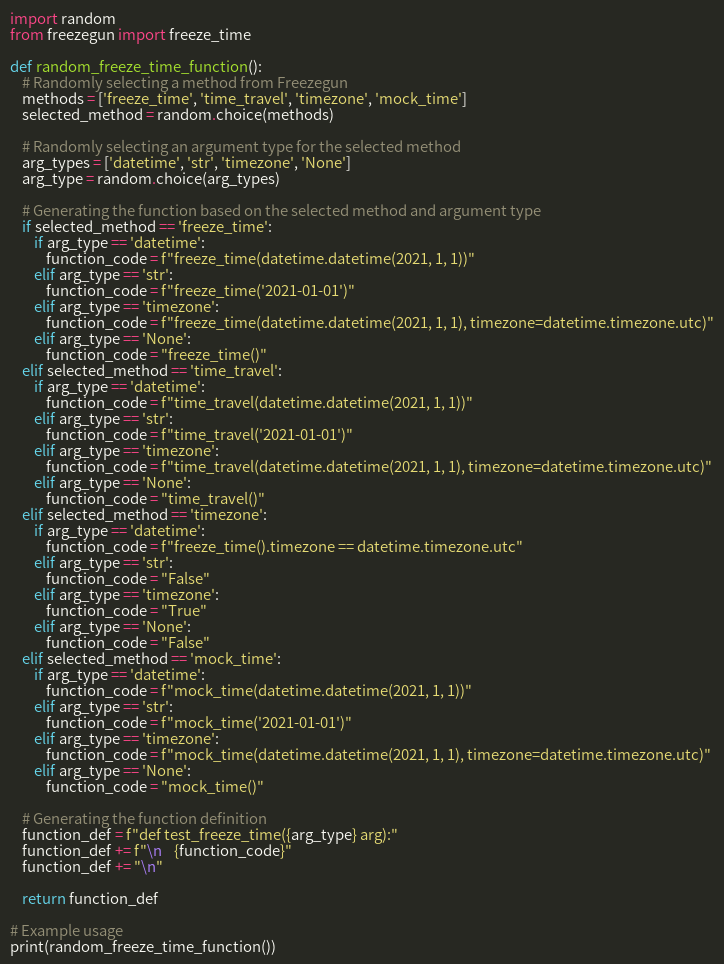 import random
from freezegun import freeze_time

def random_freeze_time_function():
    # Randomly selecting a method from Freezegun
    methods = ['freeze_time', 'time_travel', 'timezone', 'mock_time']
    selected_method = random.choice(methods)

    # Randomly selecting an argument type for the selected method
    arg_types = ['datetime', 'str', 'timezone', 'None']
    arg_type = random.choice(arg_types)

    # Generating the function based on the selected method and argument type
    if selected_method == 'freeze_time':
        if arg_type == 'datetime':
            function_code = f"freeze_time(datetime.datetime(2021, 1, 1))"
        elif arg_type == 'str':
            function_code = f"freeze_time('2021-01-01')"
        elif arg_type == 'timezone':
            function_code = f"freeze_time(datetime.datetime(2021, 1, 1), timezone=datetime.timezone.utc)"
        elif arg_type == 'None':
            function_code = "freeze_time()"
    elif selected_method == 'time_travel':
        if arg_type == 'datetime':
            function_code = f"time_travel(datetime.datetime(2021, 1, 1))"
        elif arg_type == 'str':
            function_code = f"time_travel('2021-01-01')"
        elif arg_type == 'timezone':
            function_code = f"time_travel(datetime.datetime(2021, 1, 1), timezone=datetime.timezone.utc)"
        elif arg_type == 'None':
            function_code = "time_travel()"
    elif selected_method == 'timezone':
        if arg_type == 'datetime':
            function_code = f"freeze_time().timezone == datetime.timezone.utc"
        elif arg_type == 'str':
            function_code = "False"
        elif arg_type == 'timezone':
            function_code = "True"
        elif arg_type == 'None':
            function_code = "False"
    elif selected_method == 'mock_time':
        if arg_type == 'datetime':
            function_code = f"mock_time(datetime.datetime(2021, 1, 1))"
        elif arg_type == 'str':
            function_code = f"mock_time('2021-01-01')"
        elif arg_type == 'timezone':
            function_code = f"mock_time(datetime.datetime(2021, 1, 1), timezone=datetime.timezone.utc)"
        elif arg_type == 'None':
            function_code = "mock_time()"

    # Generating the function definition
    function_def = f"def test_freeze_time({arg_type} arg):"
    function_def += f"\n    {function_code}"
    function_def += "\n"

    return function_def

# Example usage
print(random_freeze_time_function())